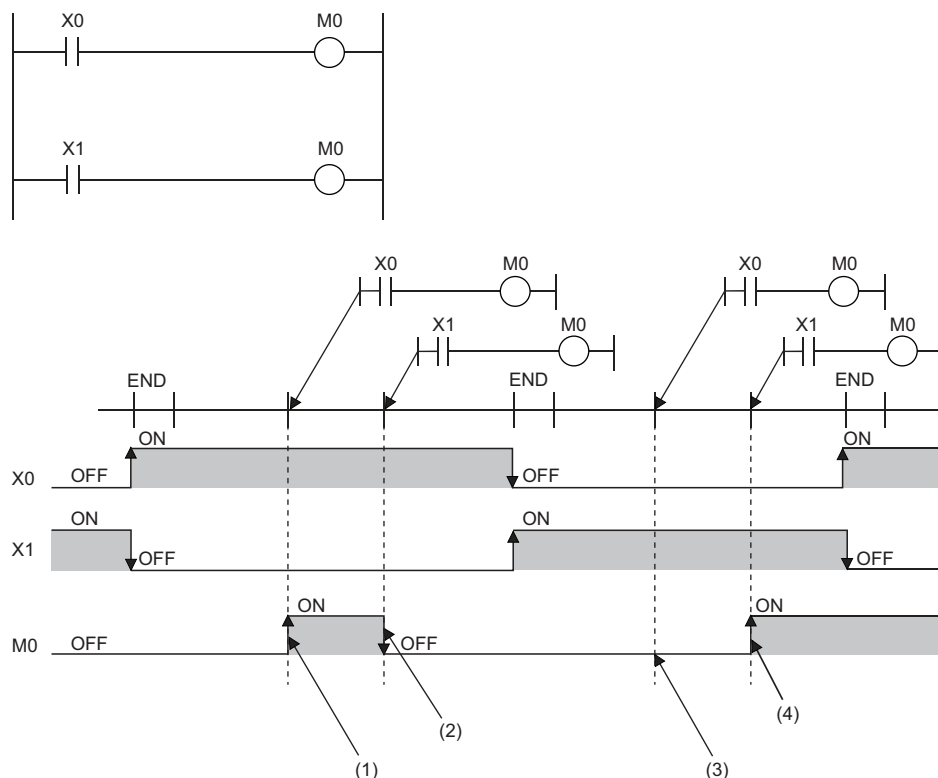 X0 M0
X1 M0
X0 M0 X0 M0
X1 M0 X1 M0
END END END
ON ON
X0 OFF OFF
ON ON
X1 OFF OFF
ON ON
M0 OFF OFF
(4)
(2)
(1) (3)